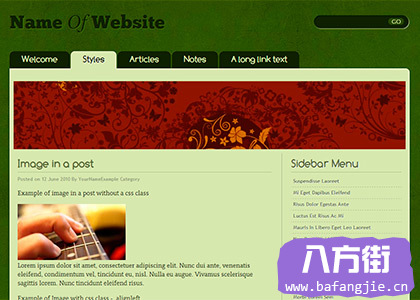 Name Of Website
GO
Welcome
Styles
Articles
Notes
A long link text
Image in a post
Posted on 12 June 2010 By YourNameExample Category
Example of image in a post without a css class
Lorem ipsum dolor sit amet, consectetuer adipiscing elit. Nunc dui ante, venenatis
eleifend, condimentum vel, tincidunt eu, nisl. Nulla eu augue. Vivamus scelerisque
sagittis lorem. Nunc tincidunt eleifend risus.
Example of Image with css class - .alignleft
Sidebar Menu
Suspendisse Laoreet
Mi Eget Dapibus Eleifend
Risus Dolor Egestas Ante
Luctus Est Risus Ac Mi
Mauris In Libero Eget Leo Laoreet
八方街
www.bafangjie.cn